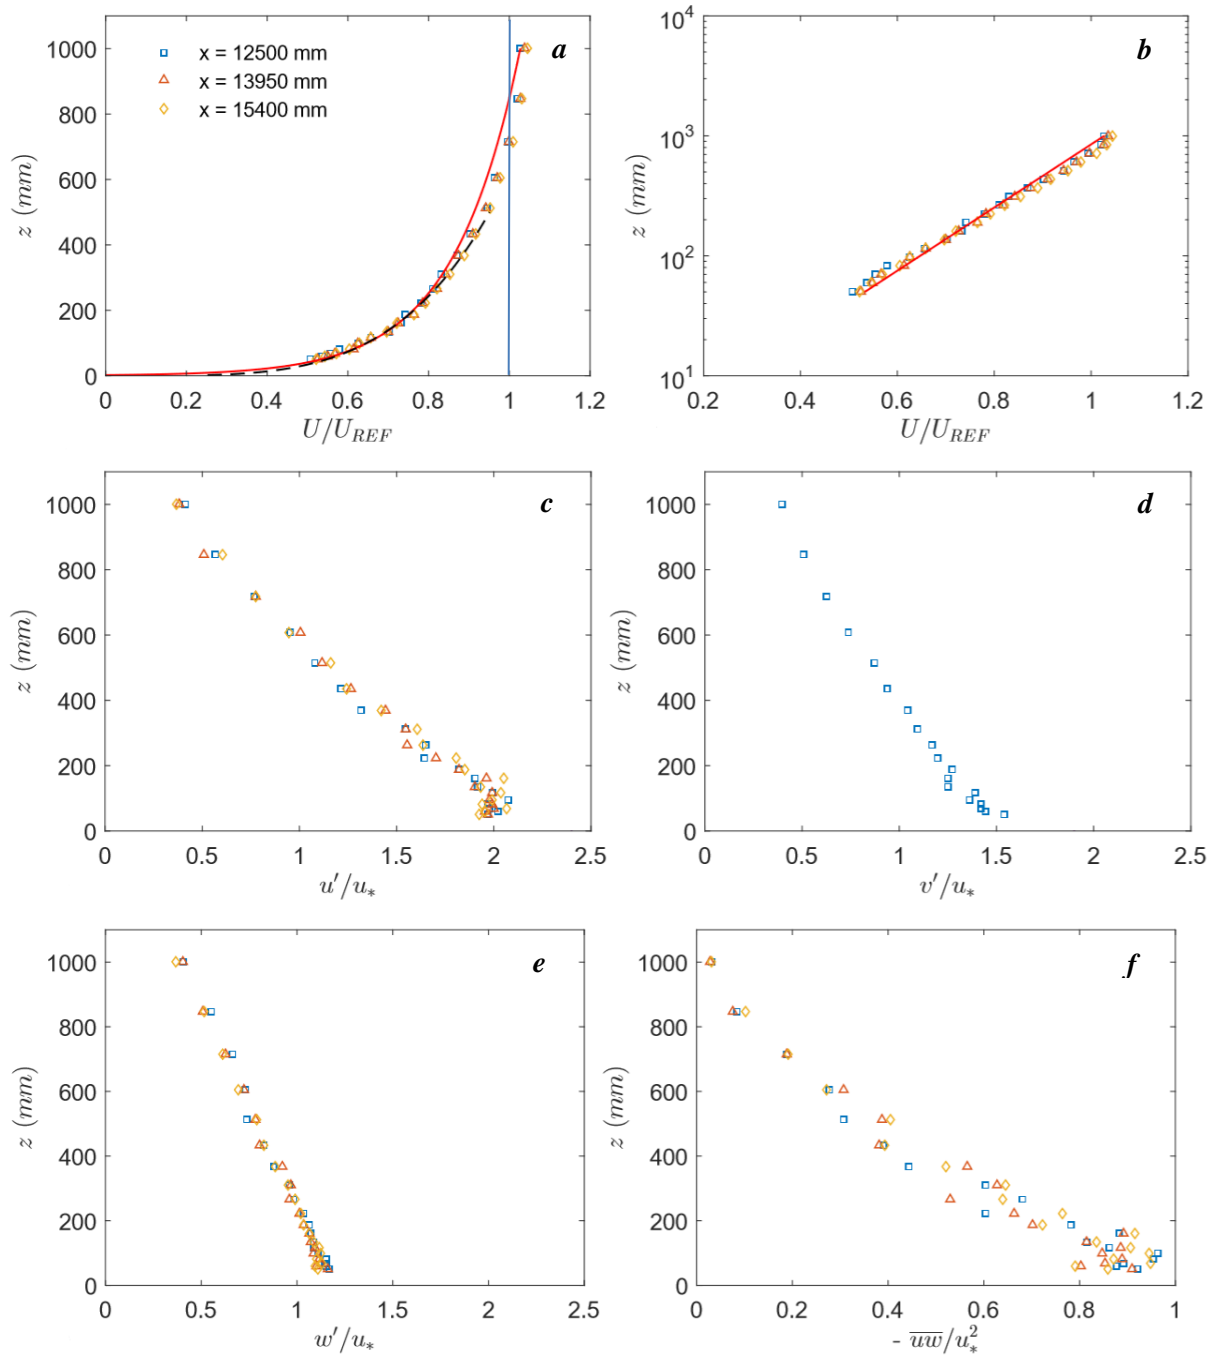 a
x = 12500 mm
x = 13950 mm
x = 15400 mm
1000
800
600
400
200
0
z (mm)
0 0.2 0.4 0.6 0.8 1 1.2
U/U_REF
b
10^4
10^3
10^2
10^1
z (mm)
0.2 0.4 0.6 0.8 1 1.2
U/U_REF
c
1000
800
600
400
200
0
z (mm)
0 0.5 1 1.5 2 2.5
u′/u_*
d
1000
800
600
400
200
0
z (mm)
0 0.5 1 1.5 2 2.5
v′/u_*
e
1000
800
600
400
200
0
z (mm)
0 0.5 1 1.5 2 2.5
w′/u_*
f
1000
800
600
400
200
0
z (mm)
0 0.2 0.4 0.6 0.8 1
- u̅w̅/u_*^2